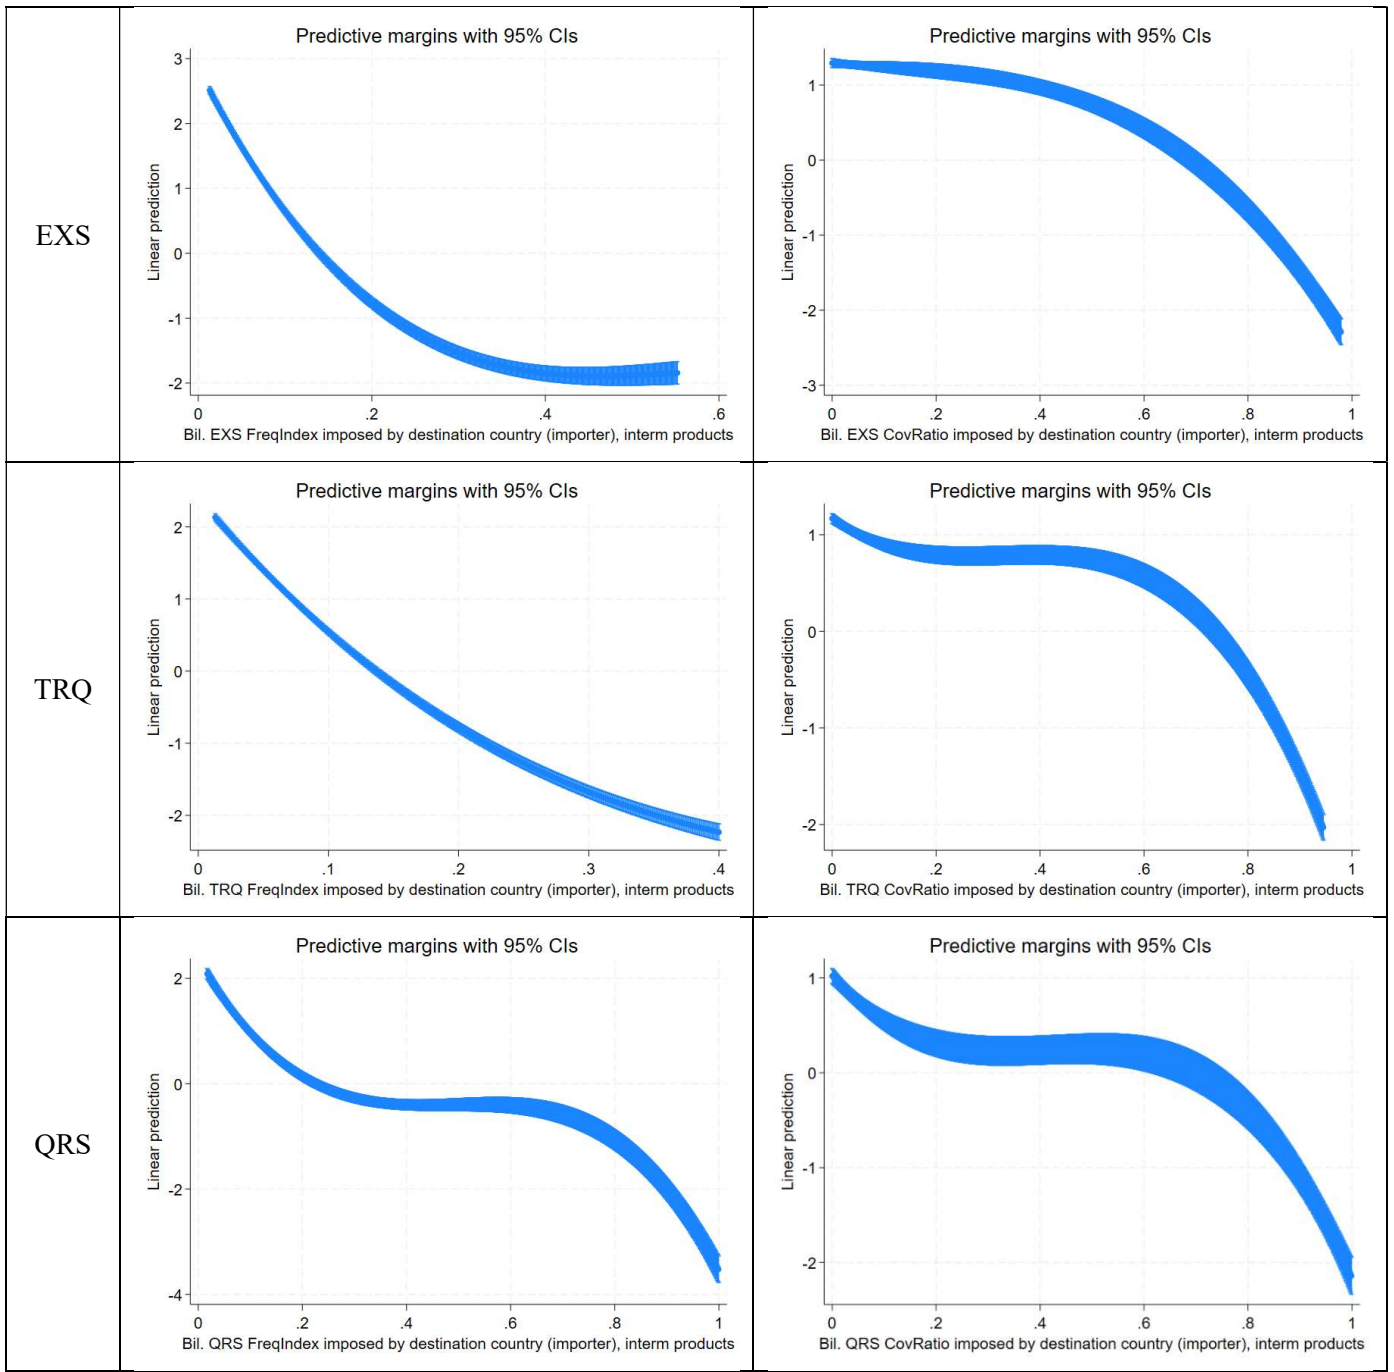 EXS
Predictive margins with 95% CIs
Linear prediction
3
2
1
0
-1
-2
0 .2 .4 .6
Bil. EXS FreqIndex imposed by destination country (importer), interm products
Predictive margins with 95% CIs
Linear prediction
1
0
-1
-2
-3
0 .2 .4 .6 .8 1
Bil. EXS CovRatio imposed by destination country (importer), interm products
TRQ
Predictive margins with 95% CIs
Linear prediction
2
1
0
-1
-2
0 .1 .2 .3 .4
Bil. TRQ FreqIndex imposed by destination country (importer), interm products
Predictive margins with 95% CIs
Linear prediction
1
0
-1
-2
0 .2 .4 .6 .8 1
Bil. TRQ CovRatio imposed by destination country (importer), interm products
QRS
Predictive margins with 95% CIs
Linear prediction
2
0
-2
-4
0 .2 .4 .6 .8 1
Bil. QRS FreqIndex imposed by destination country (importer), interm products
Predictive margins with 95% CIs
Linear prediction
1
0
-1
-2
0 .2 .4 .6 .8 1
Bil. QRS CovRatio imposed by destination country (importer), interm products